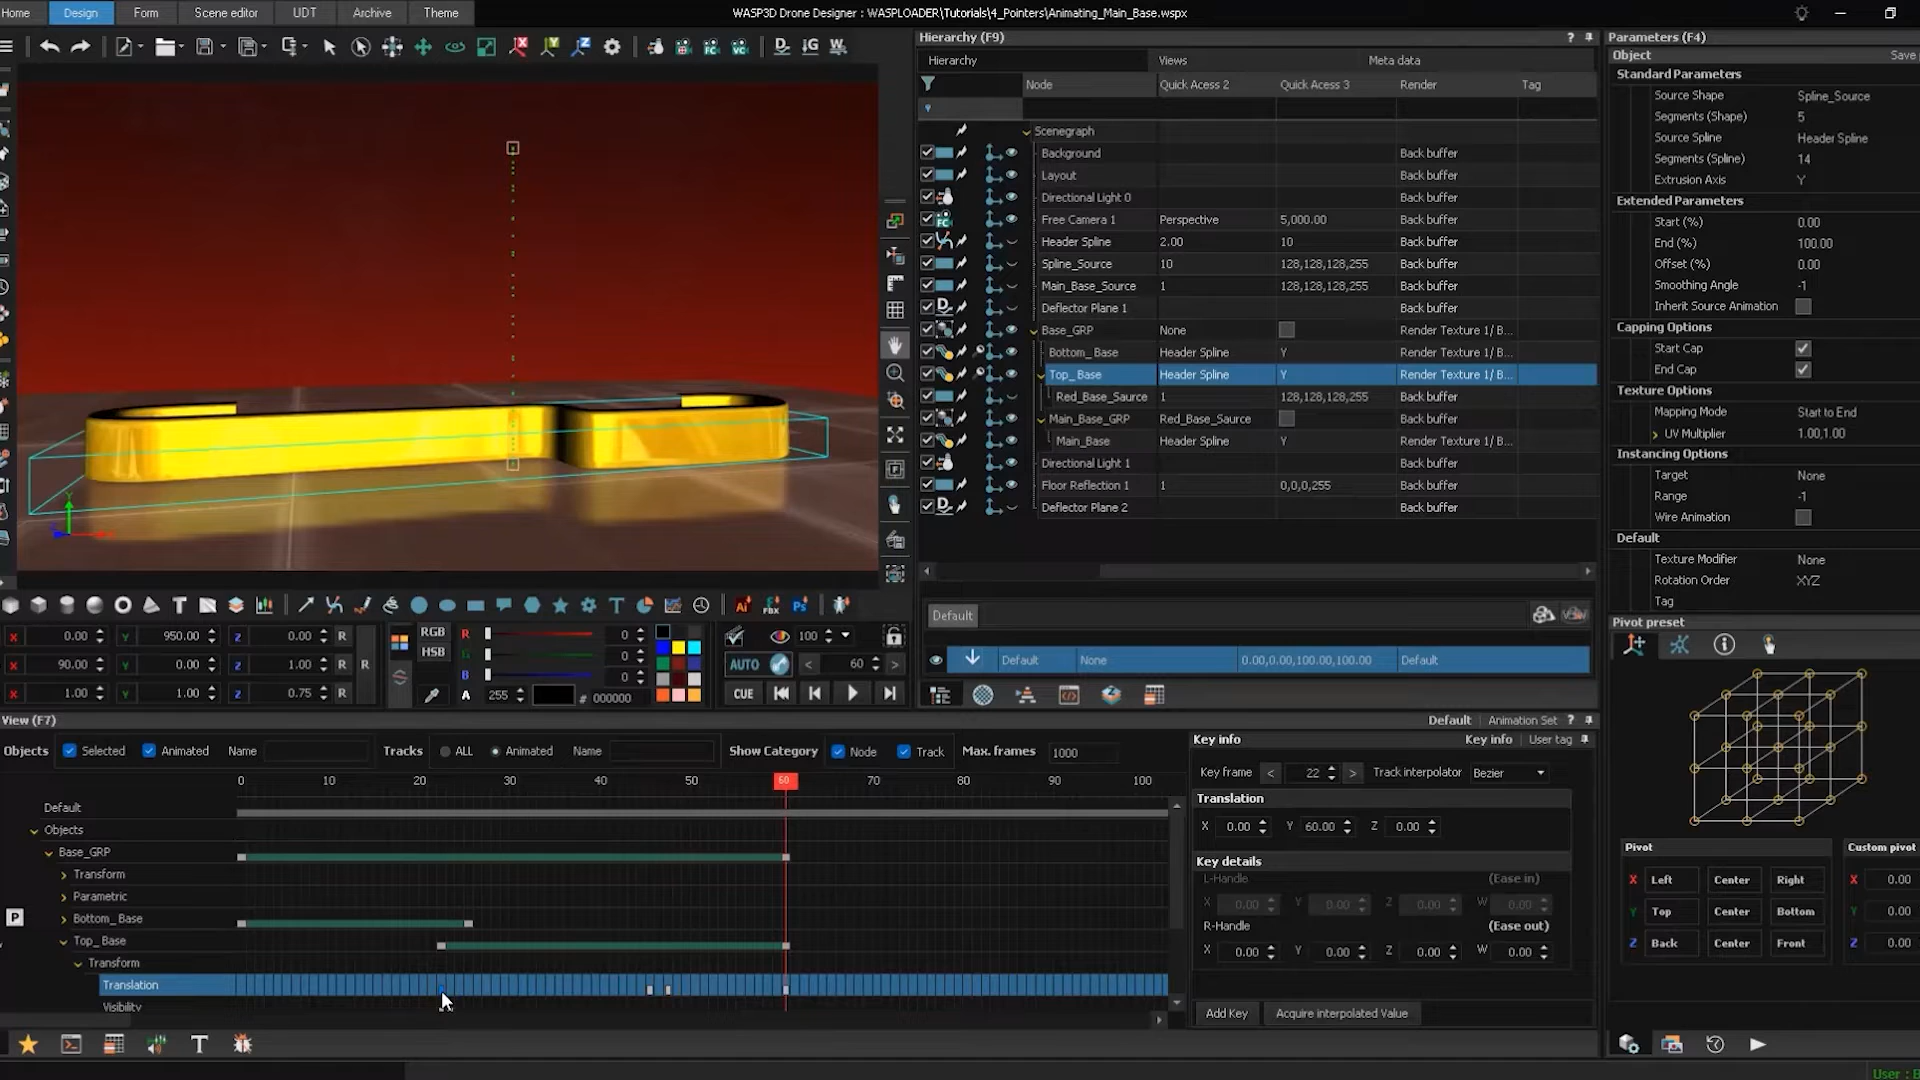 Home Design Form Scene editor UDT Archive Theme WASP3D Drone Designer : WASPLOADER\Tutorials\4_Pointers\Animating_Main_Base.wspx
Hierarchy (F9) ?
Hierarchy Views Meta data
Node Quick Acess 2 Quick Acess 3 Render Tag
Scenegraph
Background Back buffer
Layout Back buffer
Directional Light 0 Back buffer
Free Camera 1 Perspective 5,000.00 Back buffer
Header Spline 2.00 10 Back buffer
Spline_Source 10 128,128,128,255 Back buffer
Main_Base_Source 1 128,128,128,255 Back buffer
Deflector Plane 1 Back buffer
Base_GRP None Render Texture 1/ B...
Bottom_Base Header Spline Y Render Texture 1/ B...
Top_Base Header Spline Y Render Texture 1/ B...
Red_Base_Saurce 1 128,128,128,255 Back buffer
Main_Base_GRP Red_Base_Saurce Back buffer
Main_Base Header Spline Y Render Texture 1/ B...
Directional Light 1 Back buffer
Floor Reflection 1 1 0,0,0,255 Back buffer
Deflector Plane 2 Back buffer
Default
Default None 0.00,0.00,100.00,100.00 Default
Parameters (F4)
Object Save
Standard Parameters
Source Shape Spline_Source
Segments (Shape) 5
Source Spline Header Spline
Segments (Spline) 14
Extrusion Axis Y
Extended Parameters
Start (%) 0.00
End (%) 100.00
Offset (%) 0.00
Smoothing Angle -1
Inherit Source Animation
Capping Options
Start Cap
End Cap
Texture Options
Mapping Mode Start to End
UV Multiplier 1.00,1.00
Instancing Options
Target None
Range -1
Wire Animation
Default
Texture Modifier None
Rotation Order XYZ
Tag
Pivot preset
Pivot Custom pivot
X Left Center Right X 0.00
Y Top Center Bottom Y 0.00
Z Back Center Front Z 0.00
X 0.00 Y 950.00 Z 0.00 R
X 90.00 Y 0.00 Z 1.00 R R
X 1.00 Y 1.00 Z 0.75 R
RGB R 0 100
HSB G 0 AUTO < 60 >
B 0
A 255 # 000000 CUE
View (F7) Default Animation Set ?
Objects Selected Animated Name Tracks ALL Animated Name Show Category Node Track Max. frames 1000
0 10 20 30 40 50 60 70 80 90 100
Default
Objects
Base_GRP
Transform
Parametric
P Bottom_Base
Top_Base
Transform
Translation
Visibility
Key info Key info User tag
Key frame < 22 > Track interpolator Bezier
Translation
X 0.00 Y 60.00 Z 0.00
Key details
L-Handle (Ease in)
X 0.00 Y 0.00 Z 0.00 W 0.00
R-Handle (Ease out)
X 0.00 Y 0.00 Z 0.00 W 0.00
Add Key Acquire interpolated Value
User : E